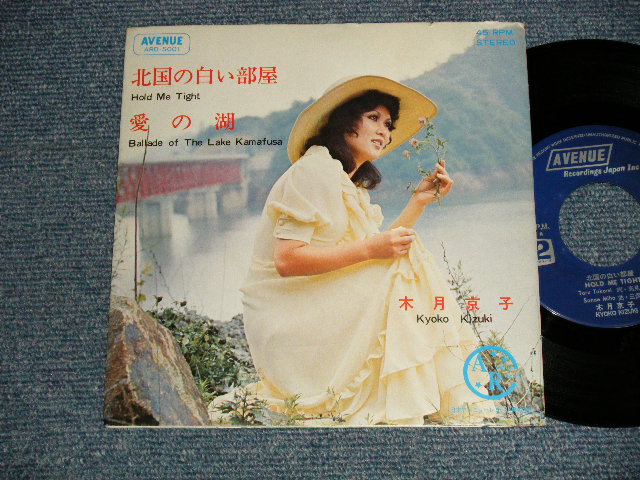 AVENUE
ARD-5001
45 RPM
STEREO
北国の白い部屋
Hold Me Tight
愛の湖
Ballade of The Lake Kamafusa
木月京子
Kyoko Kizuki
AVENUE
Recordings Japan Inc
北国の白い部屋
HOLD ME TIGHT
木月京子
KYOKO KIZUKI